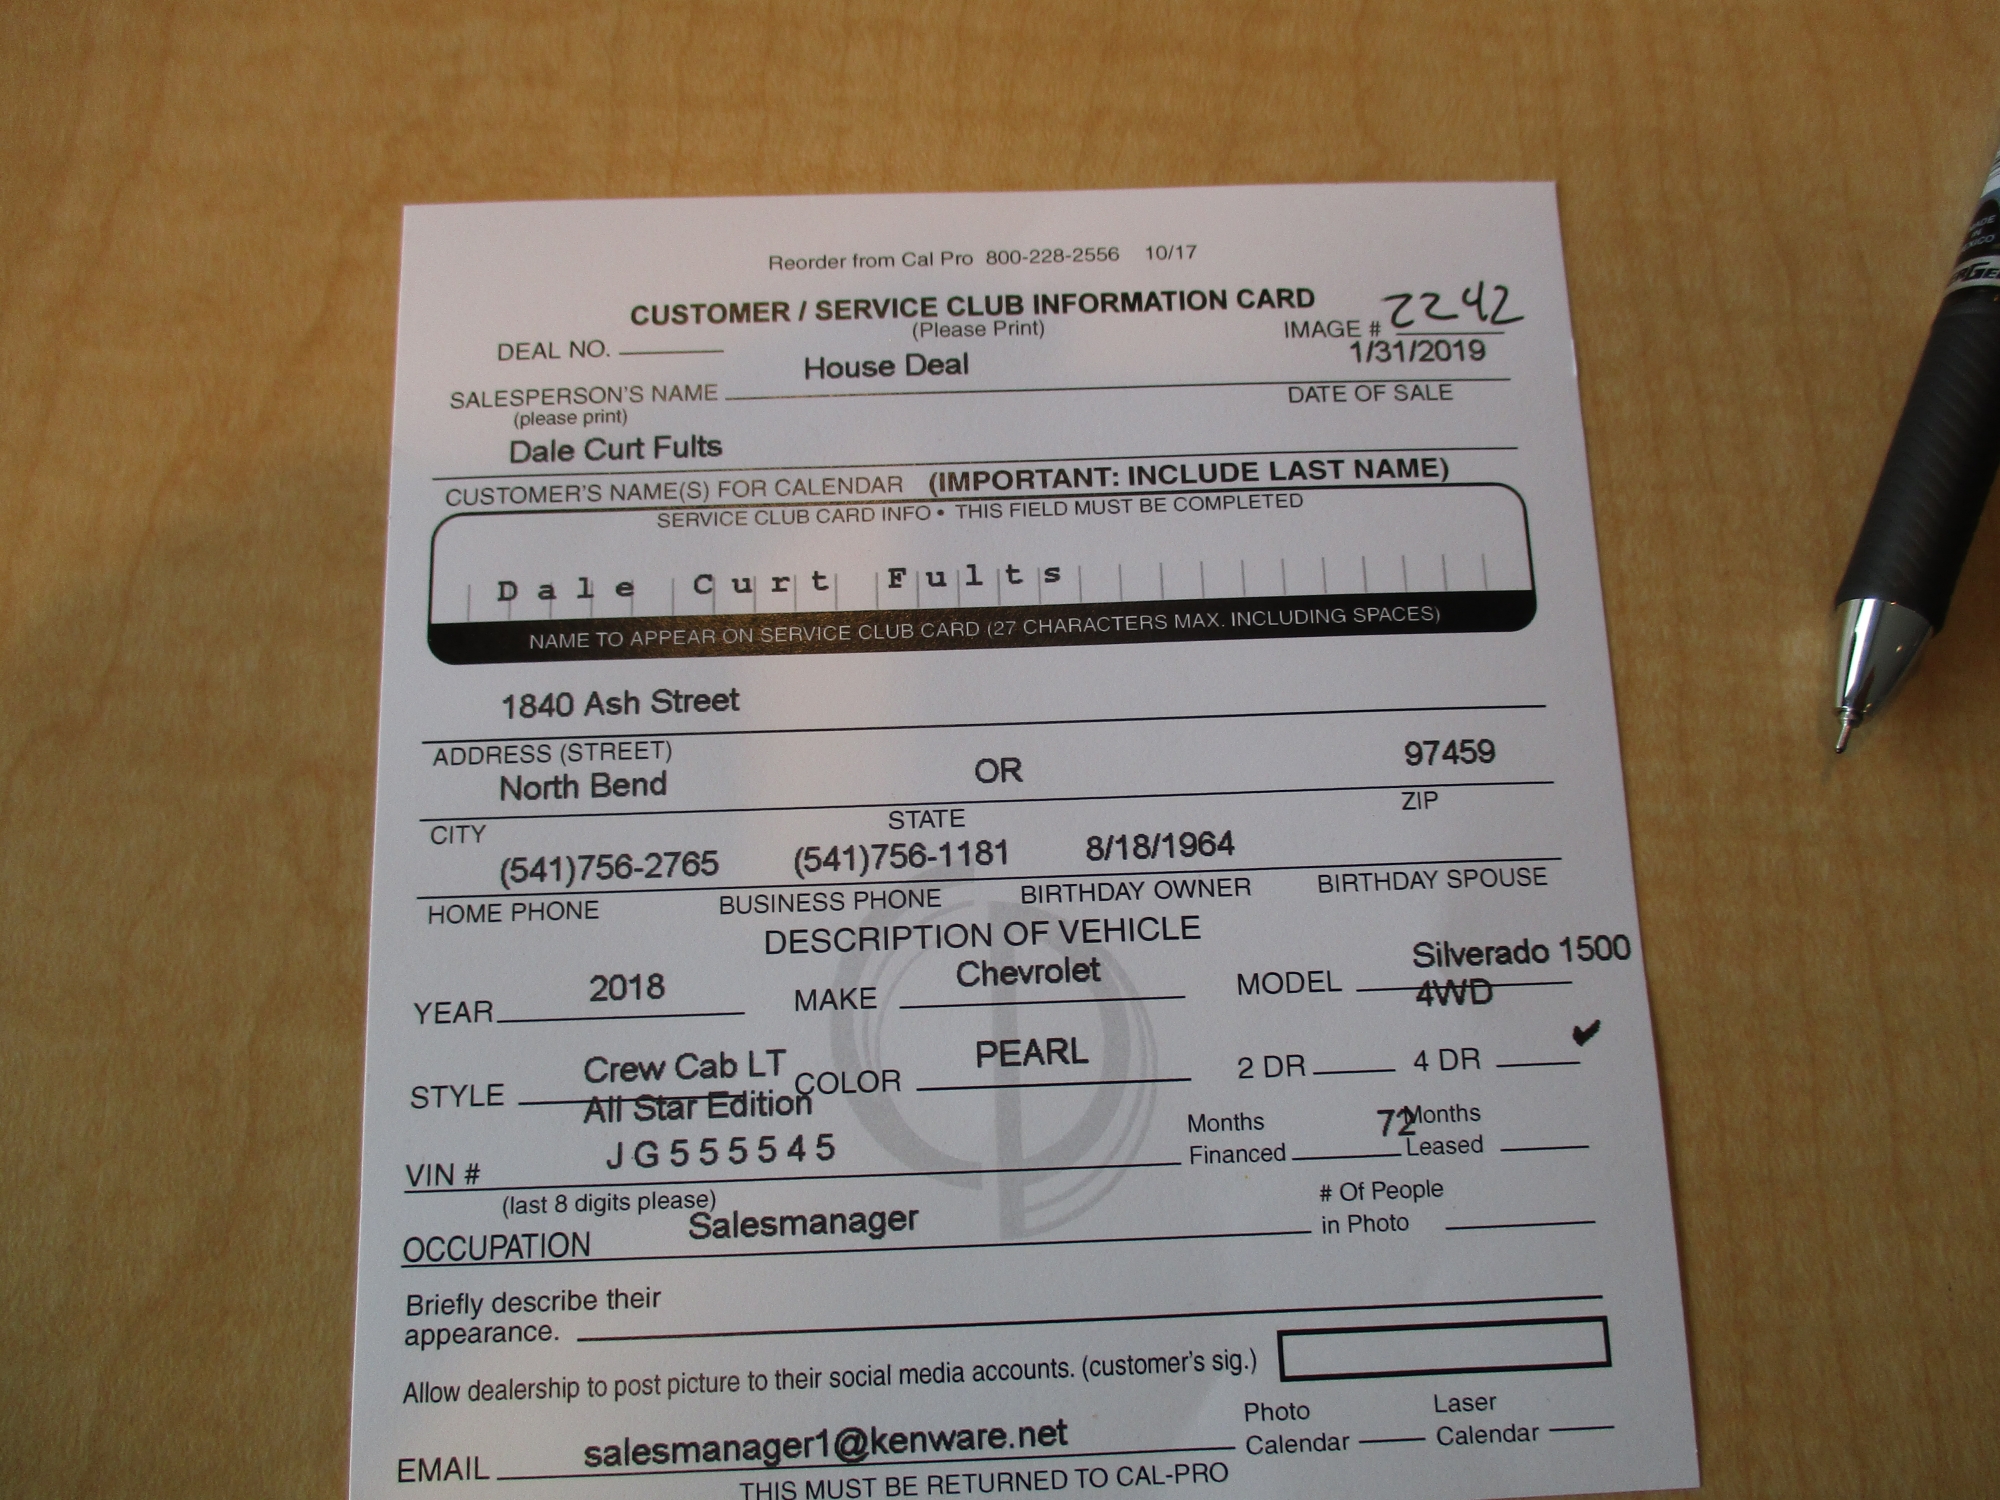 Reorder from Cal Pro 800-228-2556 10/17
CUSTOMER / SERVICE CLUB INFORMATION CARD
(Please Print)
IMAGE # 2242
DEAL NO.
House Deal
1/31/2019
SALESPERSON'S NAME
DATE OF SALE
(please print)
Dale Curt Fults
CUSTOMER'S NAME(S) FOR CALENDAR (IMPORTANT: INCLUDE LAST NAME)
SERVICE CLUB CARD INFO • THIS FIELD MUST BE COMPLETED
Dale Curt Fults
NAME TO APPEAR ON SERVICE CLUB CARD (27 CHARACTERS MAX. INCLUDING SPACES)
1840 Ash Street
ADDRESS (STREET)
North Bend OR 97459
CITY STATE ZIP
(541)756-2765 (541)756-1181 8/18/1964
HOME PHONE BUSINESS PHONE BIRTHDAY OWNER BIRTHDAY SPOUSE
DESCRIPTION OF VEHICLE
YEAR 2018 MAKE Chevrolet MODEL Silverado 1500
4WD
STYLE Crew Cab LT COLOR PEARL 2 DR 4 DR ✔
All Star Edition
VIN # JG555545
Months Financed 72
Months Leased
(last 8 digits please)
OCCUPATION Salesmanager
# Of People
in Photo
Briefly describe their
appearance.
Allow dealership to post picture to their social media accounts. (customer's sig.)
EMAIL salesmanager1@kenware.net
Photo
Calendar
Laser
Calendar
THIS MUST BE RETURNED TO CAL-PRO
MADE
IN
MEXICO